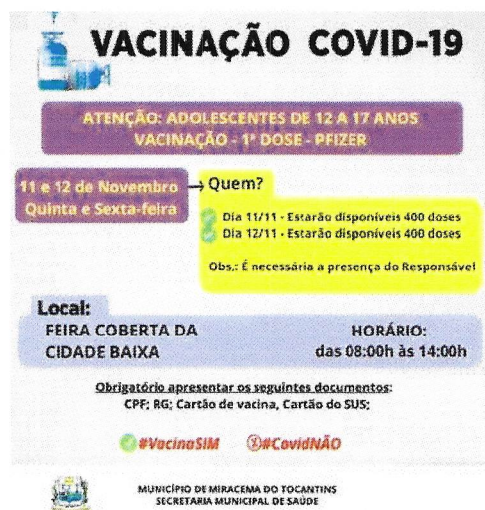 VACINAÇÃO COVID-19
ATENÇÃO: ADOLESCENTES DE 12 A 17 ANOS
VACINAÇÃO - 1ª DOSE - PFIZER
11 e 12 de Novembro
Quinta e Sexta-feira
Quem?
Dia 11/11 - Estarão disponíveis 400 doses
Dia 12/11 - Estarão disponíveis 400 doses
Obs.: É necessária a presença do Responsável
Local:
FEIRA COBERTA DA
CIDADE BAIXA
HORÁRIO:
das 08:00h às 14:00h
Obrigatório apresentar os seguintes documentos:
CPF; RG; Cartão de vacina, Cartão do SUS;
#VacinaSIM #CovidNÃO
MUNICÍPIO DE MIRACEMA DO TOCANTINS
SECRETARIA MUNICIPAL DE SAÚDE